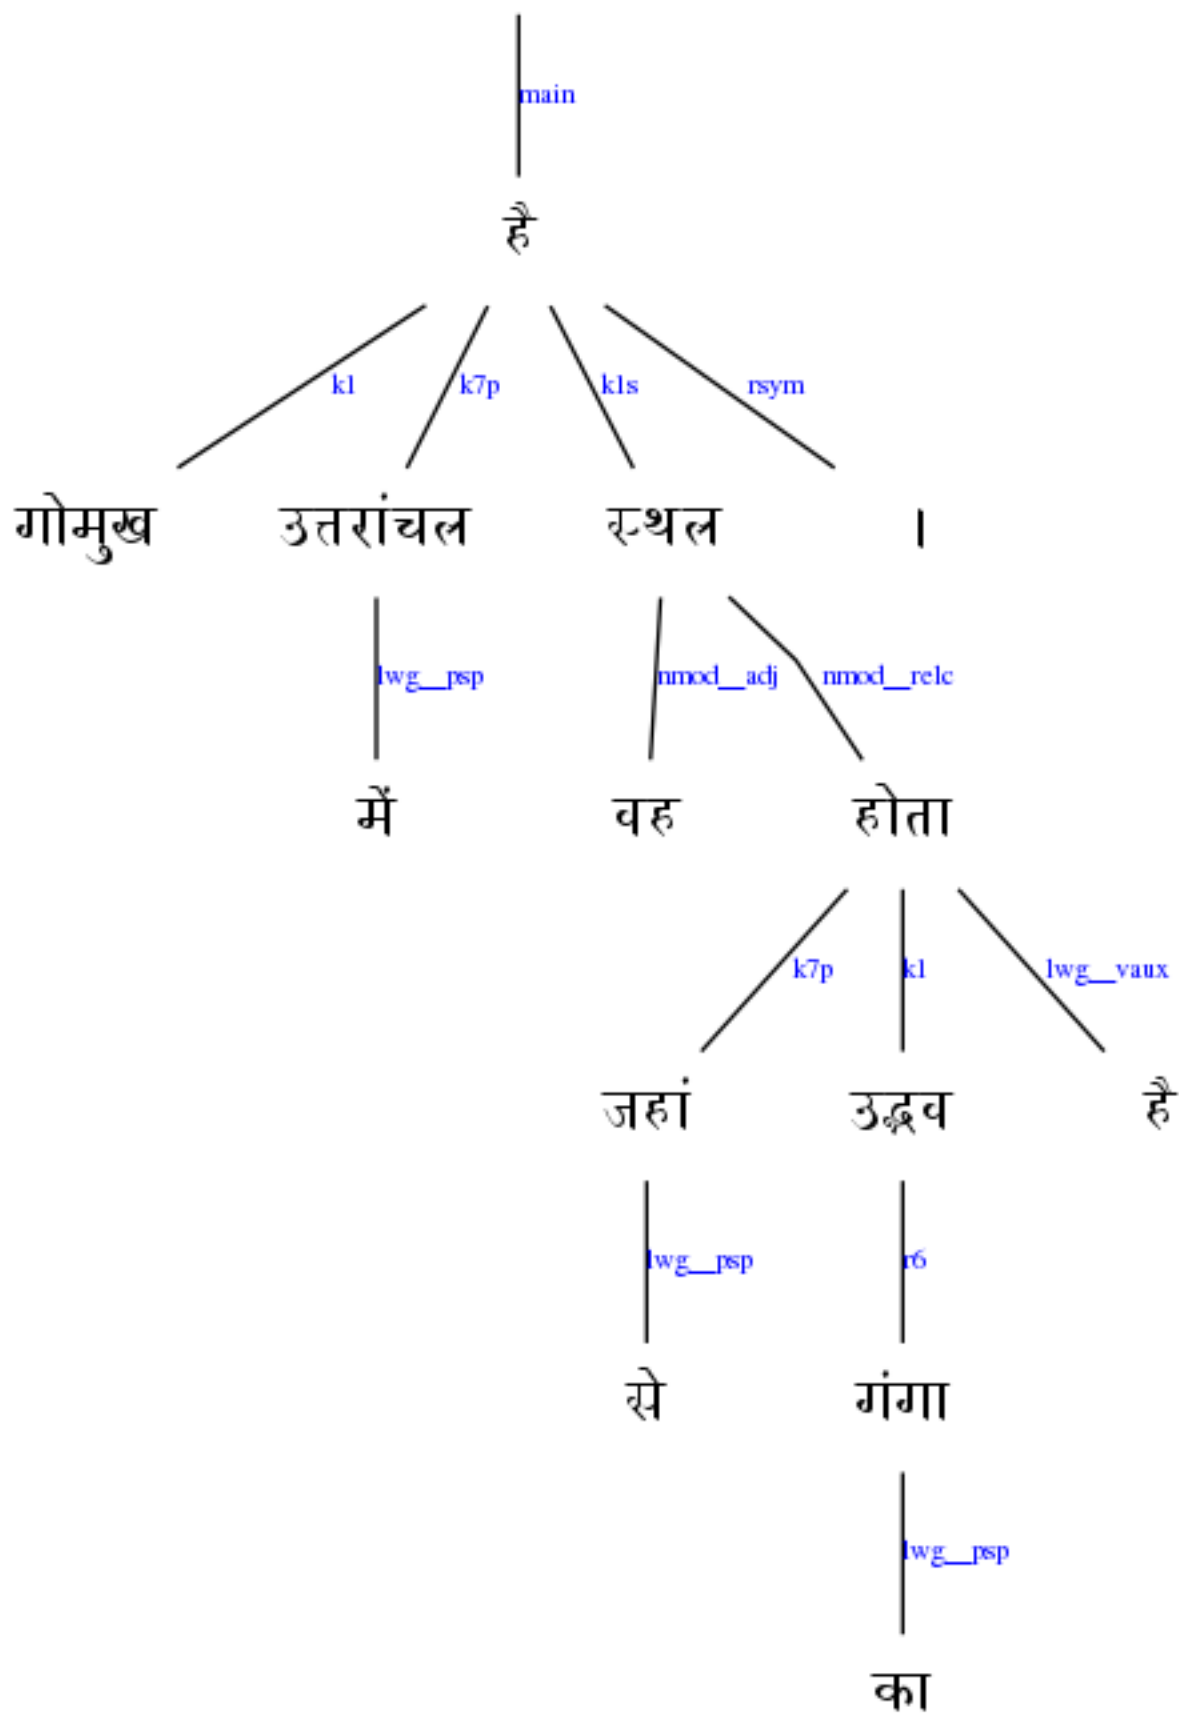 main
है
k1 k7p k1s rsym
गोमुख उत्तरांचल स्थल ।
lwg__psp nmod__adj nmod__relc
में वह होता
k7p k1 lwg__vaux
जहां उद्भव है
lwg__psp r6
से गंगा
lwg__psp
का